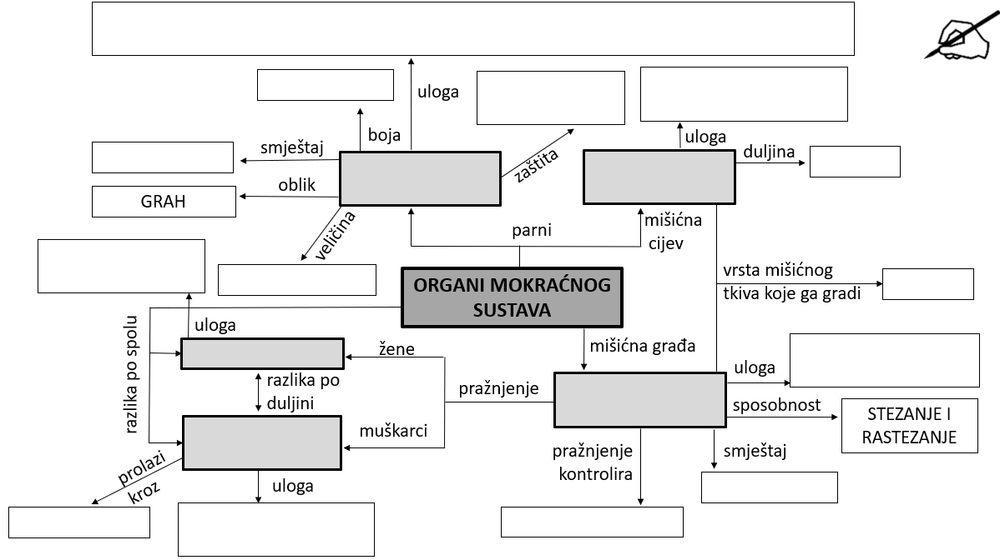 uloga
boja
uloga
smještaj
duljina
zaštita
oblik
GRAH
veličina
parni
mišićna
cijev
ORGANI MOKRAĆNOG
SUSTAVA
vrsta mišićnog
tkiva koje ga gradi
uloga
razlika po spolu
žene
mišićna građa
uloga
razlika po
duljini
pražnjenje
sposobnost
STEZANJE I
RASTEZANJE
muškarci
pražnjenje
kontrolira
smještaj
prolazi
kroz
uloga